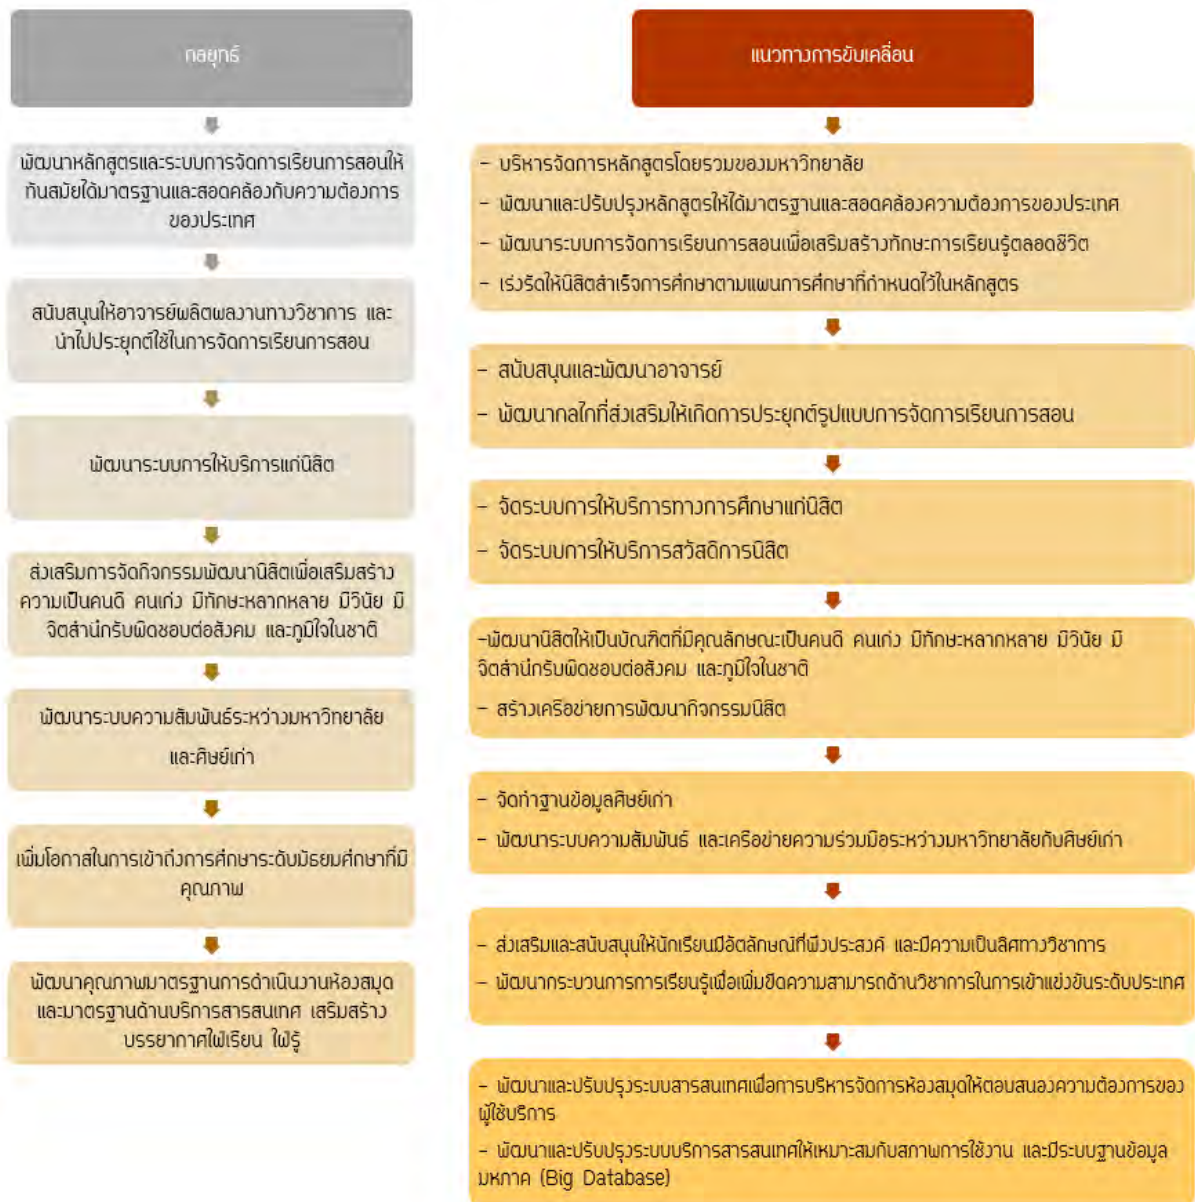 กลยุทธ์
พัฒนาหลักสูตรและระบบการจัดการเรียนการสอนให้
ทันสมัยได้มาตรฐานและสอดคล้องกับความต้องการ
ของประเทศ
สนับสนุนให้อาจารย์ผลิตผลงานทางวิชาการ และ
นำไปประยุกต์ใช้ในการจัดการเรียนการสอน
พัฒนาระบบการให้บริการแก่นิสิต
ส่งเสริมการจัดกิจกรรมพัฒนานิสิตเพื่อเสริมสร้าง
ความเป็นคนดี คนเก่ง มีทักษะหลากหลาย มีวินัย มี
จิตสำนึกรับผิดชอบต่อสังคม และภูมิใจในชาติ
พัฒนาระบบความสัมพันธ์ระหว่างมหาวิทยาลัย
และศิษย์เก่า
เพิ่มโอกาสในการเข้าถึงการศึกษาระดับมัธยมศึกษาที่มี
คุณภาพ
พัฒนาคุณภาพมาตรฐานการดำเนินงานห้องสมุด
และมาตรฐานด้านบริการสารสนเทศ เสริมสร้าง
บรรยากาศใฝ่เรียน ใฝ่รู้
แนวทางการขับเคลื่อน
- บริหารจัดการหลักสูตรโดยรวมของมหาวิทยาลัย
- พัฒนาและปรับปรุงหลักสูตรให้ได้มาตรฐานและสอดคล้องความต้องการของประเทศ
- พัฒนาระบบการจัดการเรียนการสอนเพื่อเสริมสร้างทักษะการเรียนรู้ตลอดชีวิต
- เร่งรัดให้นิสิตสำเร็จการศึกษาตามแผนการศึกษาที่กำหนดไว้ในหลักสูตร
- สนับสนุนและพัฒนาอาจารย์
- พัฒนากลไกที่ส่งเสริมให้เกิดการประยุกต์รูปแบบการจัดการเรียนการสอน
- จัดระบบการให้บริการทางการศึกษาแก่นิสิต
- จัดระบบการให้บริการสวัสดิการนิสิต
-พัฒนานิสิตให้เป็นบัณฑิตที่มีคุณลักษณะเป็นคนดี คนเก่ง มีทักษะหลากหลาย มีวินัย มี
จิตสำนึกรับผิดชอบต่อสังคม และภูมิใจในชาติ
- สร้างเครือข่ายการพัฒนากิจกรรมนิสิต
- จัดทำฐานข้อมูลศิษย์เก่า
- พัฒนาระบบความสัมพันธ์ และเครือข่ายความร่วมมือระหว่างมหาวิทยาลัยกับศิษย์เก่า
- ส่งเสริมและสนับสนุนให้นักเรียนมีอัตลักษณ์ที่พึงประสงค์ และมีความเป็นลิศทางวิชาการ
- พัฒนากระบวนการการเรียนรู้เพื่อเพิ่มขีดความสามารถด้านวิชาการในการเข้าแข่งขันระดับประเทศ
- พัฒนาและปรับปรุงระบบสารสนเทศเพื่อการบริหารจัดการห้องสมุดให้ตอบสนองความต้องการของ
ผู้ใช้บริการ
- พัฒนาและปรับปรุงระบบบริการสารสนเทศให้เหมาะสมกับสภาพการใช้งาน และมีระบบฐานข้อมูล
มหภาค (Big Database)